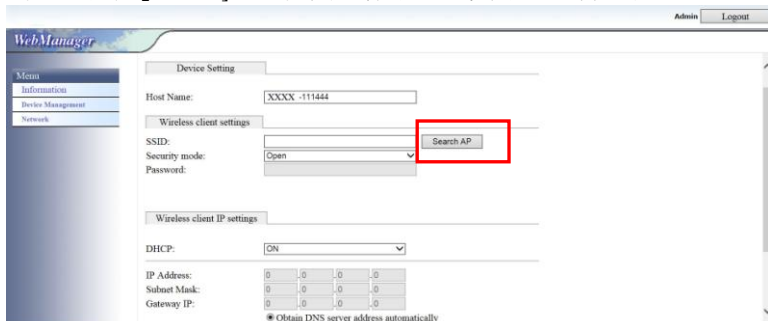 Admin Logout
WebManager
Menu
Information
Device Management
Network
Device Setting
Host Name: XXXX -111444
Wireless client settings
SSID: Search AP
Security mode: Open
Password:
Wireless client IP settings
DHCP: ON
IP Address: 0 .0 .0 .0
Subnet Mask: 0 .0 .0 .0
Gateway IP: 0 .0 .0 .0
Obtain DNS server address automatically